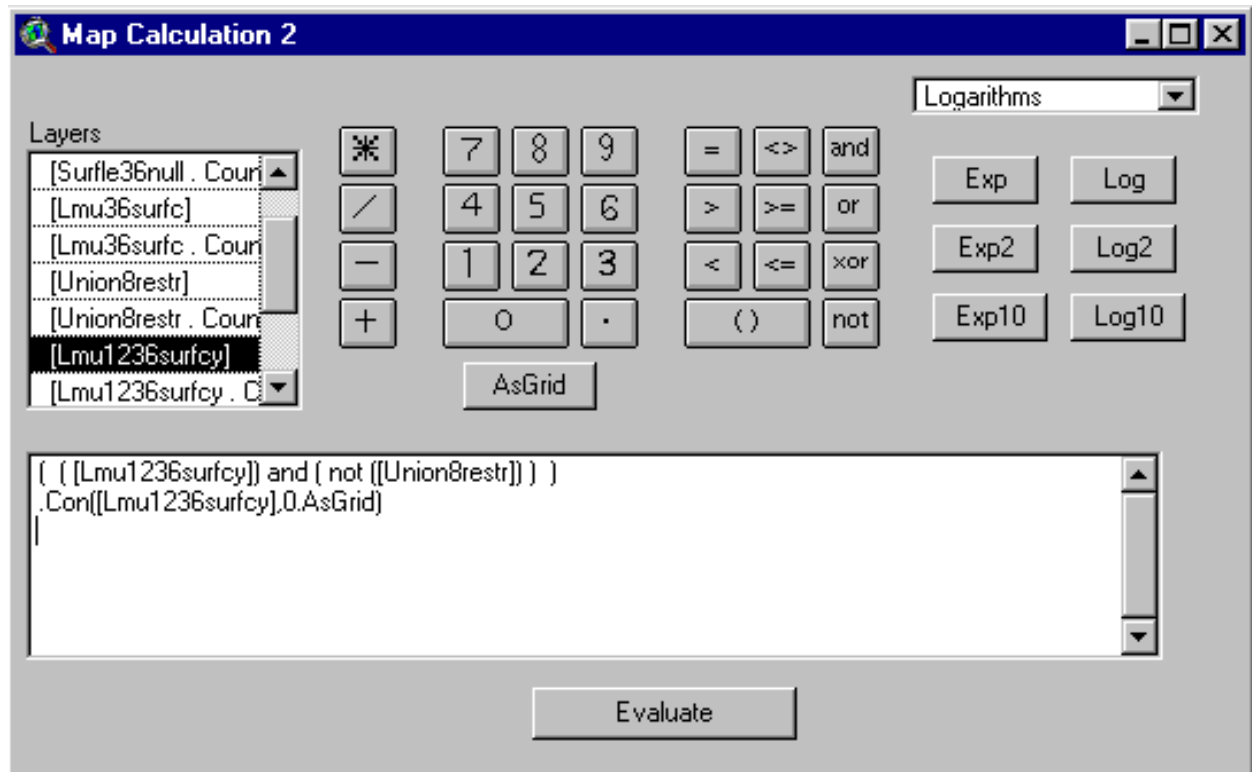 Map Calculation 2
Logarithms
Layers
[Surfle36null . Coun
[Lmu36surfc]
[Lmu36surfc . Coun
[Union8restr]
[Union8restr . Coun
[Lmu1236surfcy]
[Lmu1236surfcy . C
* 7 8 9 = <> and
/ 4 5 6 > >= or
- 1 2 3 < <= xor
+ 0 . ( ) not
AsGrid
Exp Log
Exp2 Log2
Exp10 Log10
( ( [Lmu1236surfcy]) and ( not ([Union8restr]) ) )
.Con([Lmu1236surfcy],0.AsGrid)
Evaluate